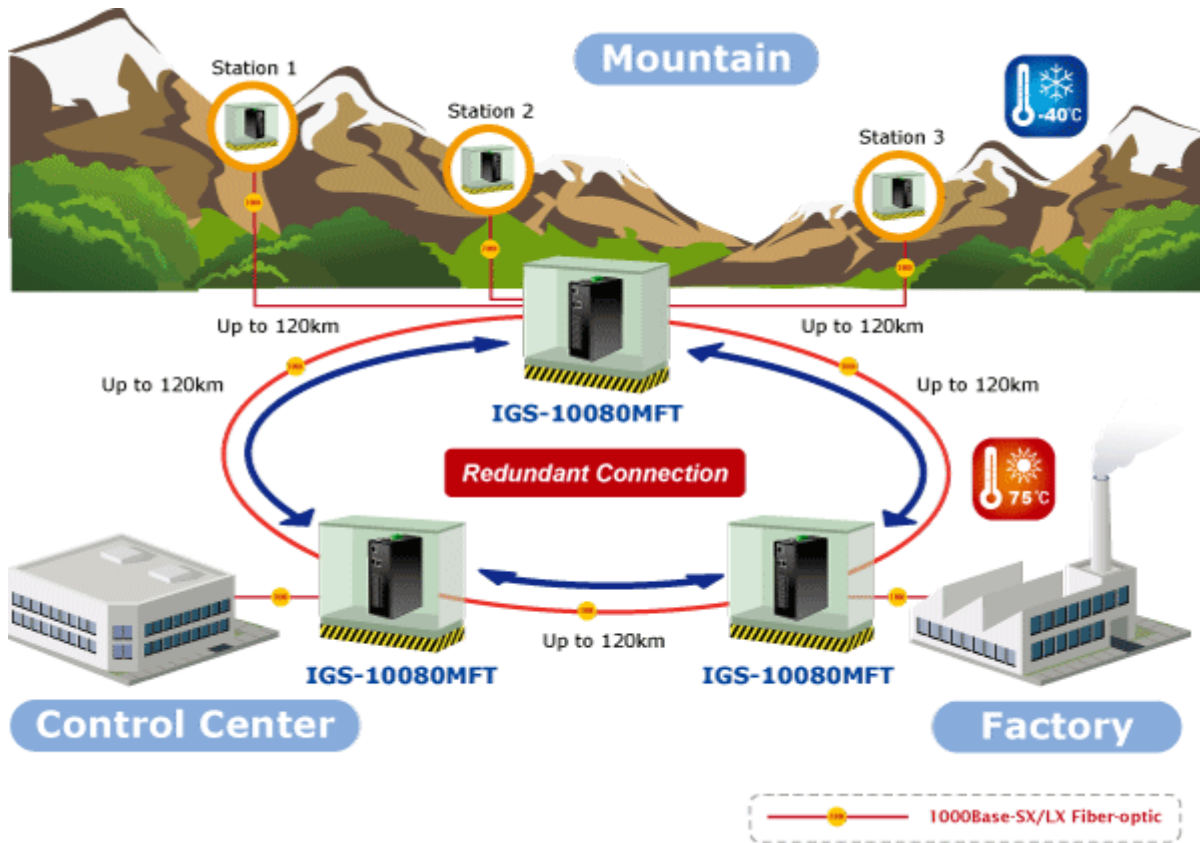 Mountain
Station 1
Station 2
Station 3
-40°C
Up to 120km
Up to 120km
Up to 120km
Up to 120km
IGS-10080MFT
Redundant Connection
75°C
Up to 120km
IGS-10080MFT
IGS-10080MFT
Control Center
Factory
1000Base-SX/LX Fiber-optic